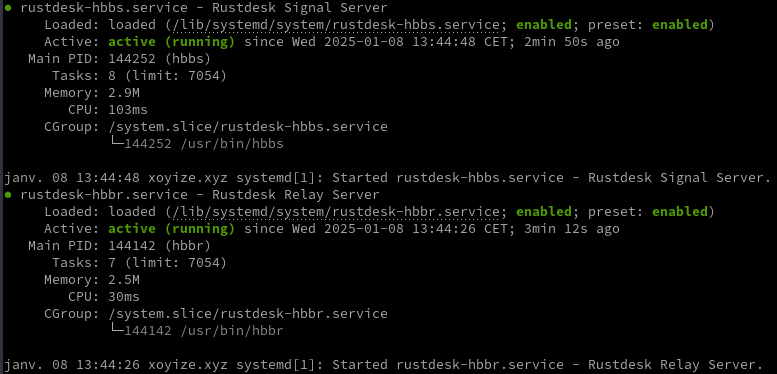 ● rustdesk-hbbs.service - Rustdesk Signal Server
     Loaded: loaded (/lib/systemd/system/rustdesk-hbbs.service; enabled; preset: enabled)
     Active: active (running) since Wed 2025-01-08 13:44:48 CET; 2min 50s ago
   Main PID: 144252 (hbbs)
      Tasks: 8 (limit: 7054)
     Memory: 2.9M
        CPU: 103ms
     CGroup: /system.slice/rustdesk-hbbs.service
             └─144252 /usr/bin/hbbs

janv. 08 13:44:48 xoyize.xyz systemd[1]: Started rustdesk-hbbs.service - Rustdesk Signal Server.
● rustdesk-hbbr.service - Rustdesk Relay Server
     Loaded: loaded (/lib/systemd/system/rustdesk-hbbr.service; enabled; preset: enabled)
     Active: active (running) since Wed 2025-01-08 13:44:26 CET; 3min 12s ago
   Main PID: 144142 (hbbr)
      Tasks: 7 (limit: 7054)
     Memory: 2.5M
        CPU: 30ms
     CGroup: /system.slice/rustdesk-hbbr.service
             └─144142 /usr/bin/hbbr

janv. 08 13:44:26 xoyize.xyz systemd[1]: Started rustdesk-hbbr.service - Rustdesk Relay Server.